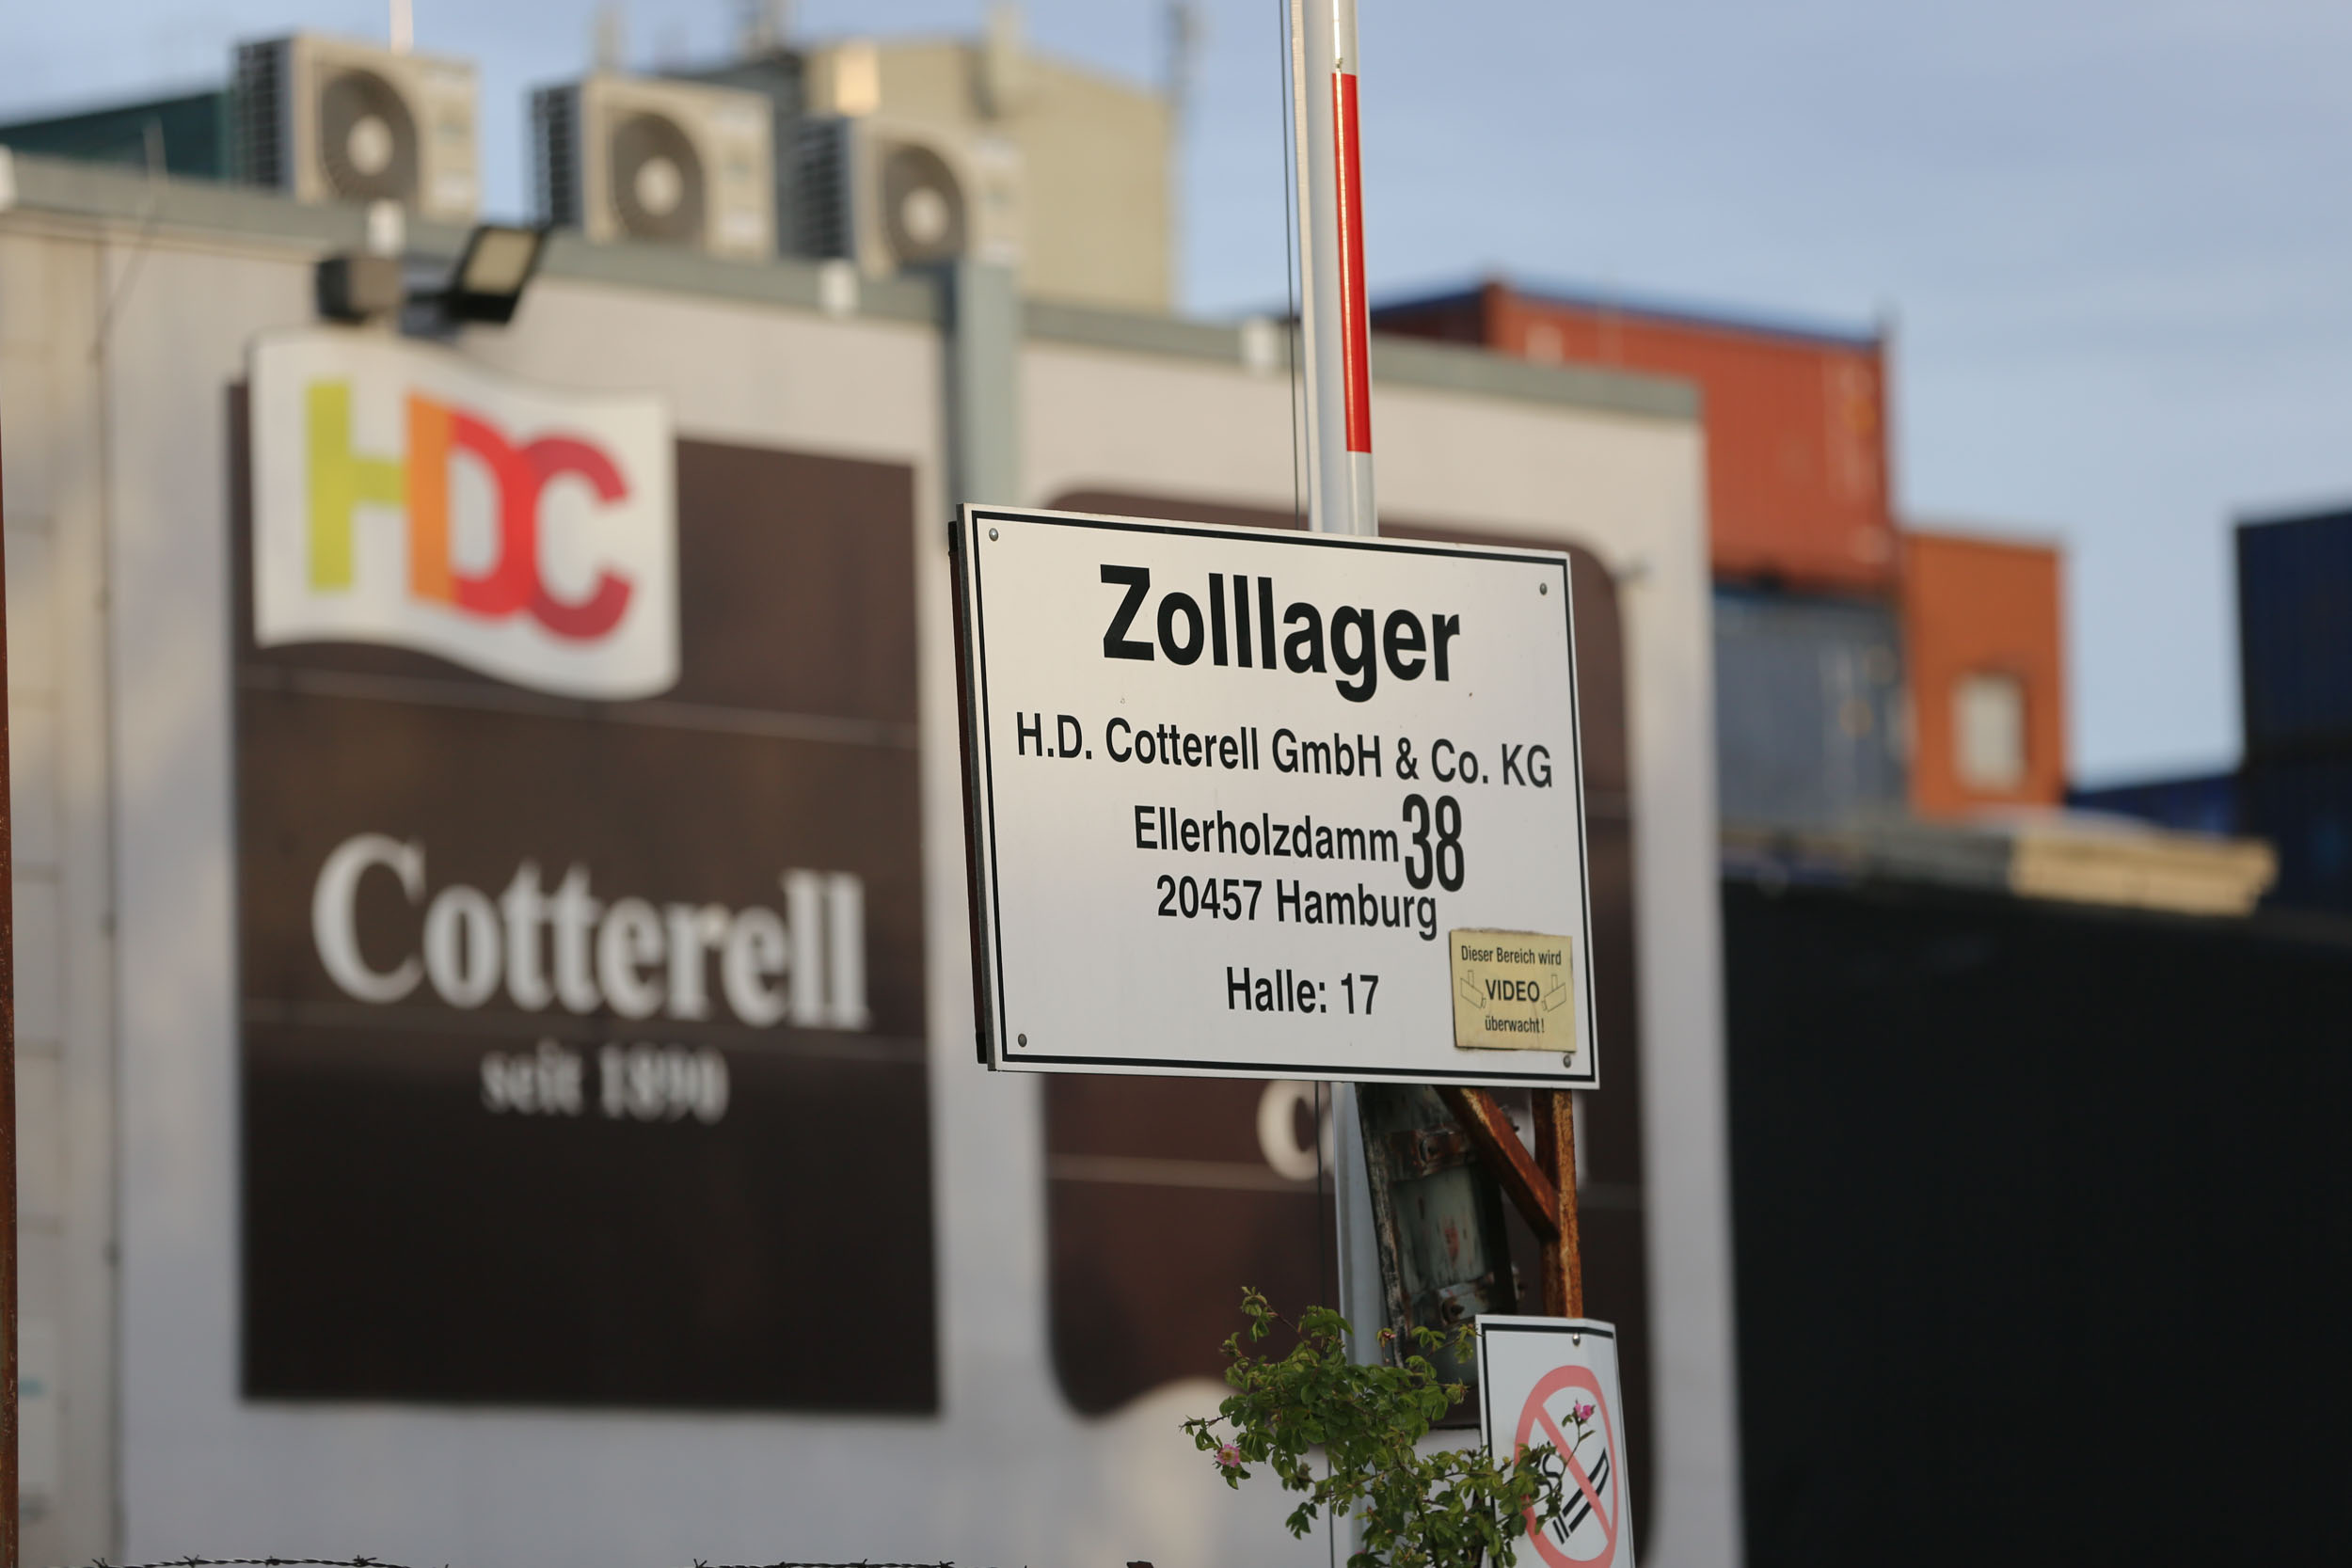 HDC
Cotterell
seit 1890
Zolllager
H.D. Cotterell GmbH & Co. KG
Ellerholzdamm 38
20457 Hamburg
Halle: 17
Dieser Bereich wird
VIDEO
überwacht!